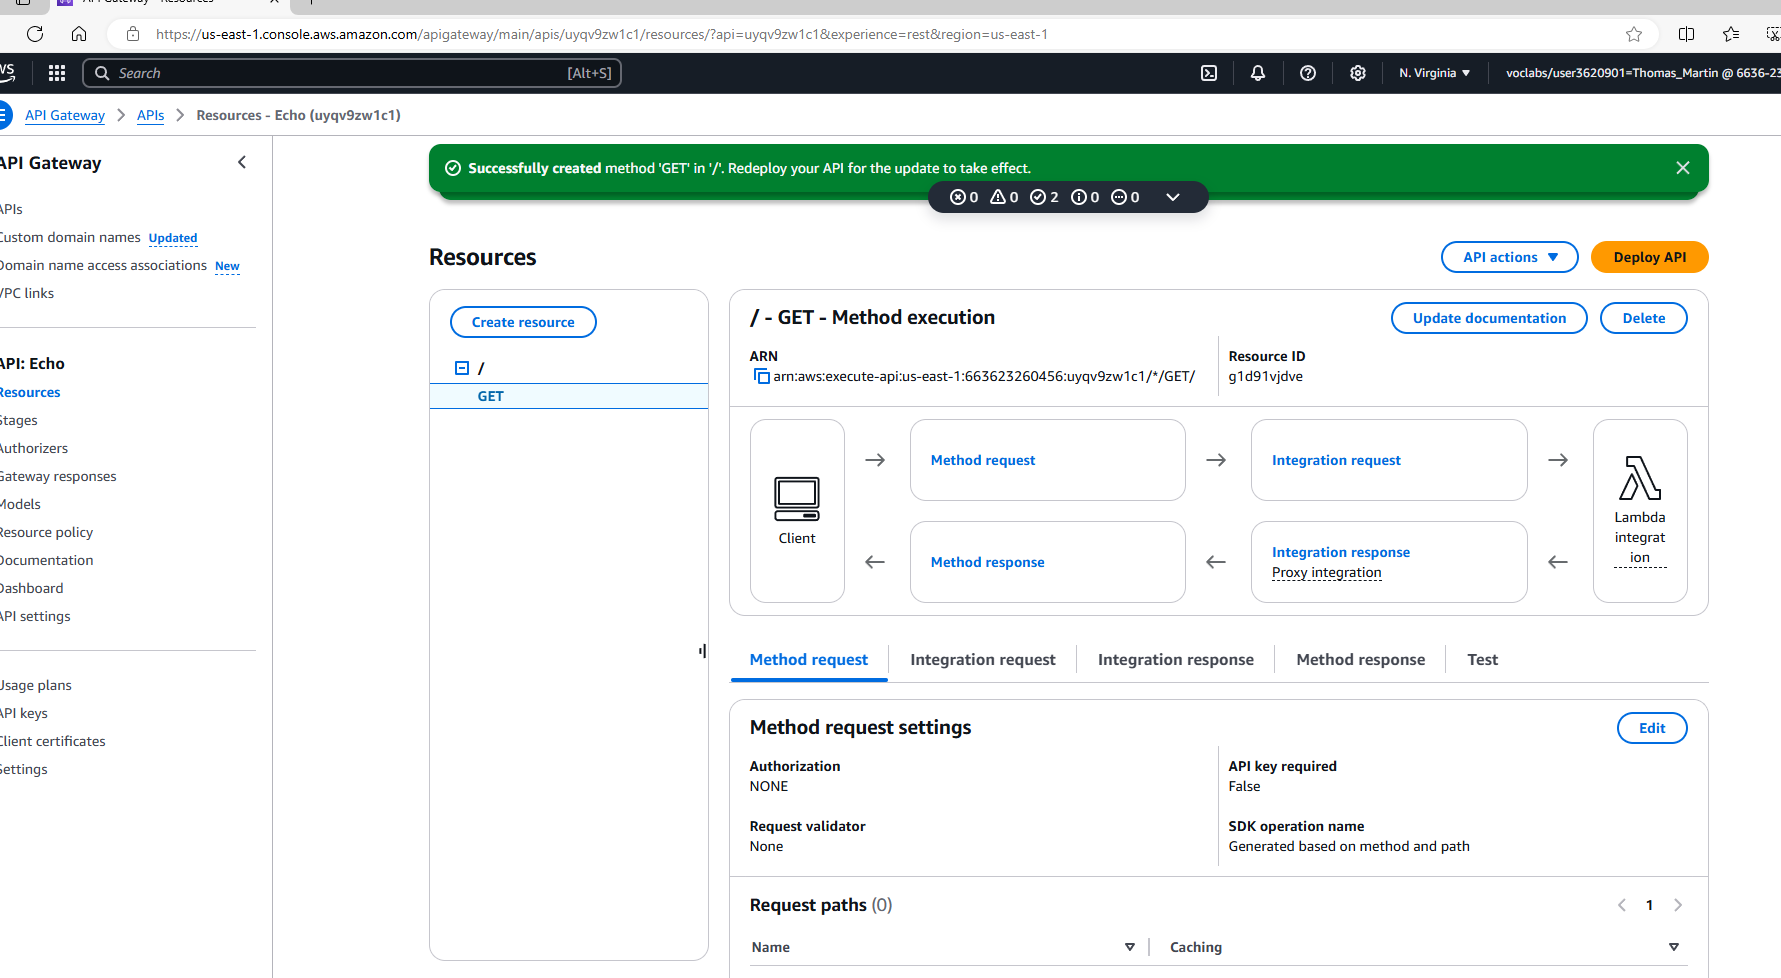 API Gateway - Resources
https://us-east-1.console.aws.amazon.com/apigateway/main/apis/uyqv9zw1c1/resources/?api=uyqv9zw1c1&experience=rest&region=us-east-1
Search
[Alt+S]
N. Virginia ▼
voclabs/user3620901=Thomas_Martin @ 6636-23
API Gateway > APIs > Resources - Echo (uyqv9zw1c1)
API Gateway
APIs
Custom domain names Updated
Domain name access associations New
VPC links
API: Echo
Resources
Stages
Authorizers
Gateway responses
Models
Resource policy
Documentation
Dashboard
API settings
Usage plans
API keys
Client certificates
Settings
Successfully created method 'GET' in '/'. Redeploy your API for the update to take effect.
0 0 2 0 0
Resources
API actions ▼
Deploy API
Create resource
/
GET
/ - GET - Method execution
Update documentation
Delete
ARN
arn:aws:execute-api:us-east-1:663623260456:uyqv9zw1c1/*/GET/
Resource ID
g1d91vjdve
Client
Method request
Integration request
Method response
Integration response
Proxy integration
Lambda
integrat
ion
Method request
Integration request
Integration response
Method response
Test
Method request settings
Edit
Authorization
NONE
API key required
False
Request validator
None
SDK operation name
Generated based on method and path
Request paths (0)
< 1 >
Name
Caching